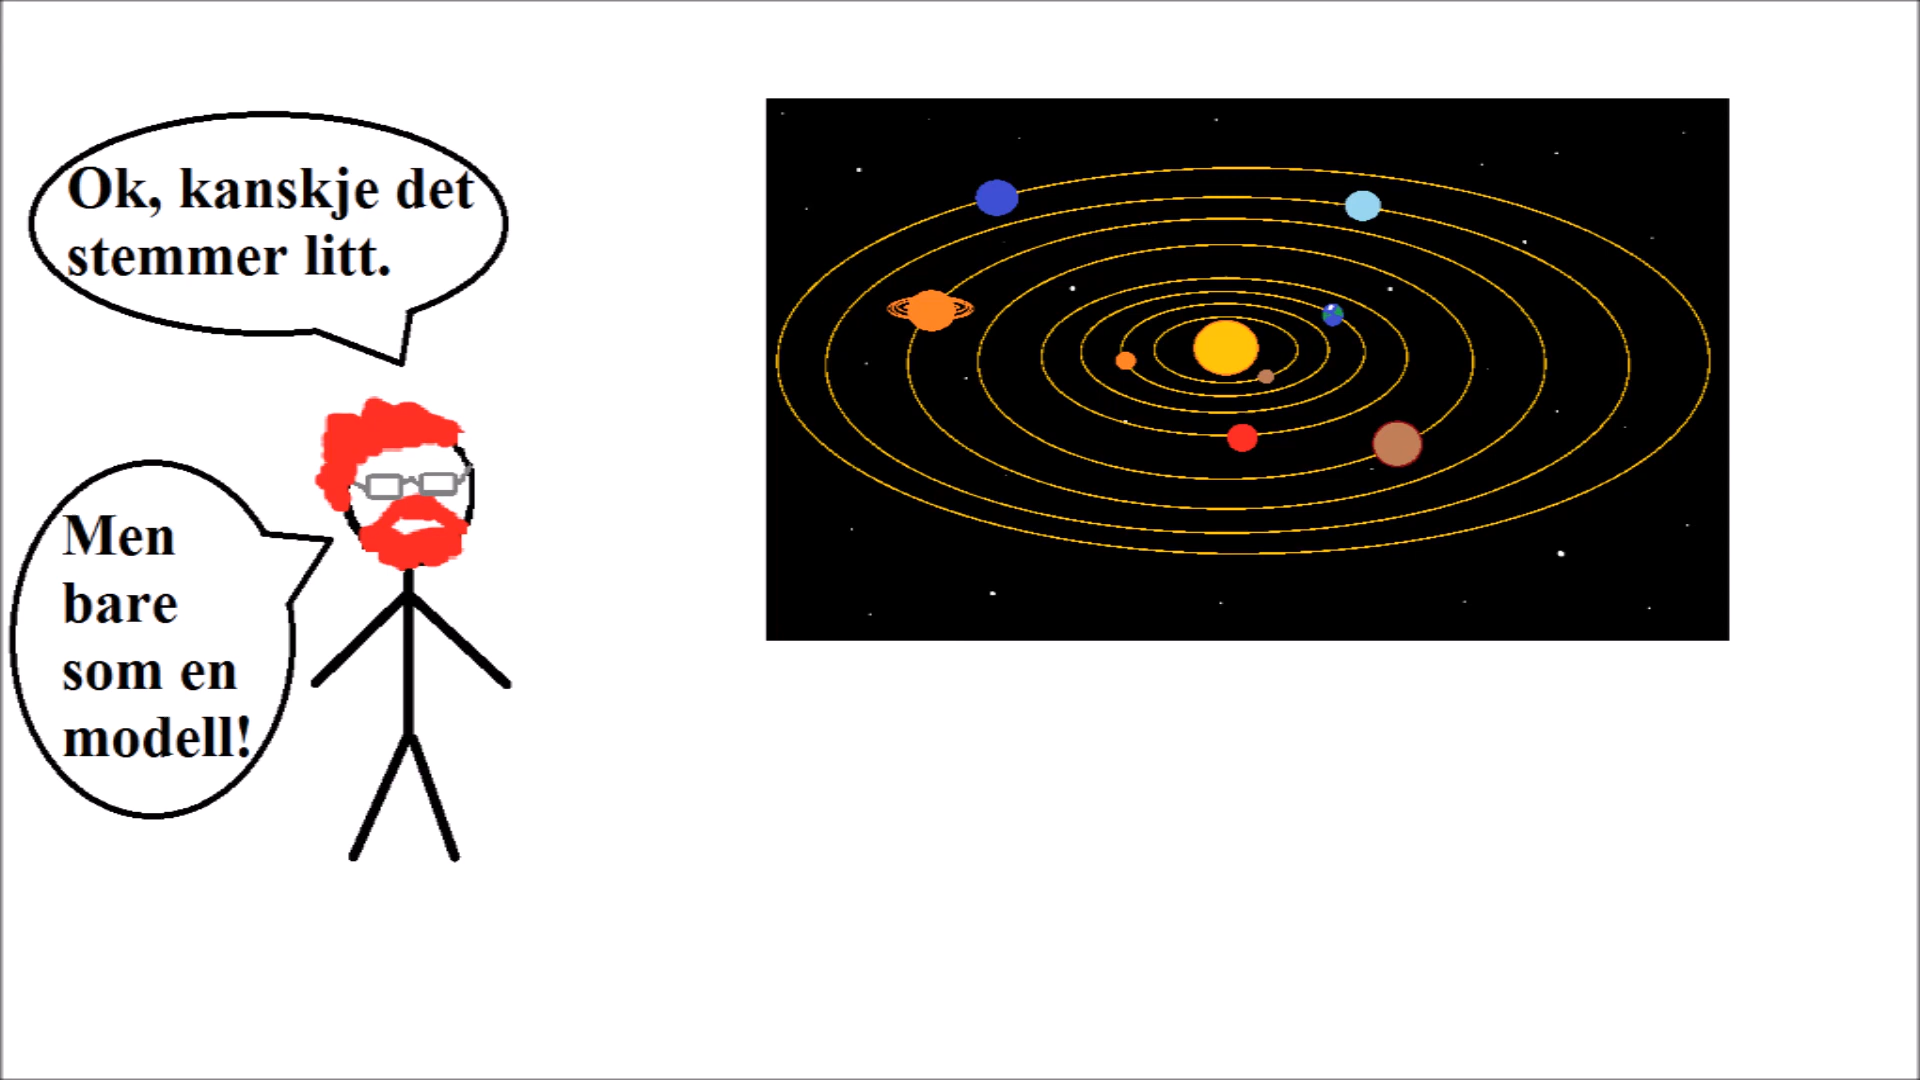 Ok, kanskje det
stemmer litt.
Men
bare
som en
modell!